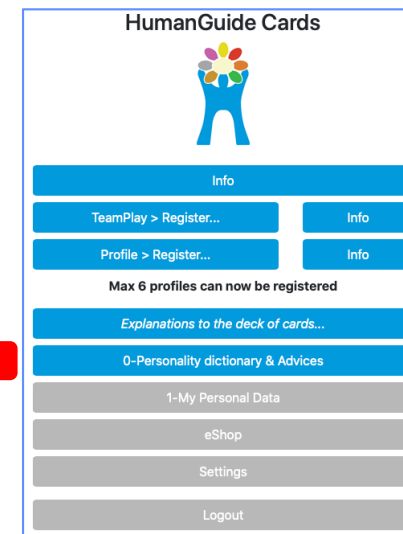 HumanGuide Cards
Info
TeamPlay > Register... Info
Profile > Register... Info
Max 6 profiles can now be registered
Explanations to the deck of cards...
0-Personality dictionary & Advices
1-My Personal Data
eShop
Settings
Logout